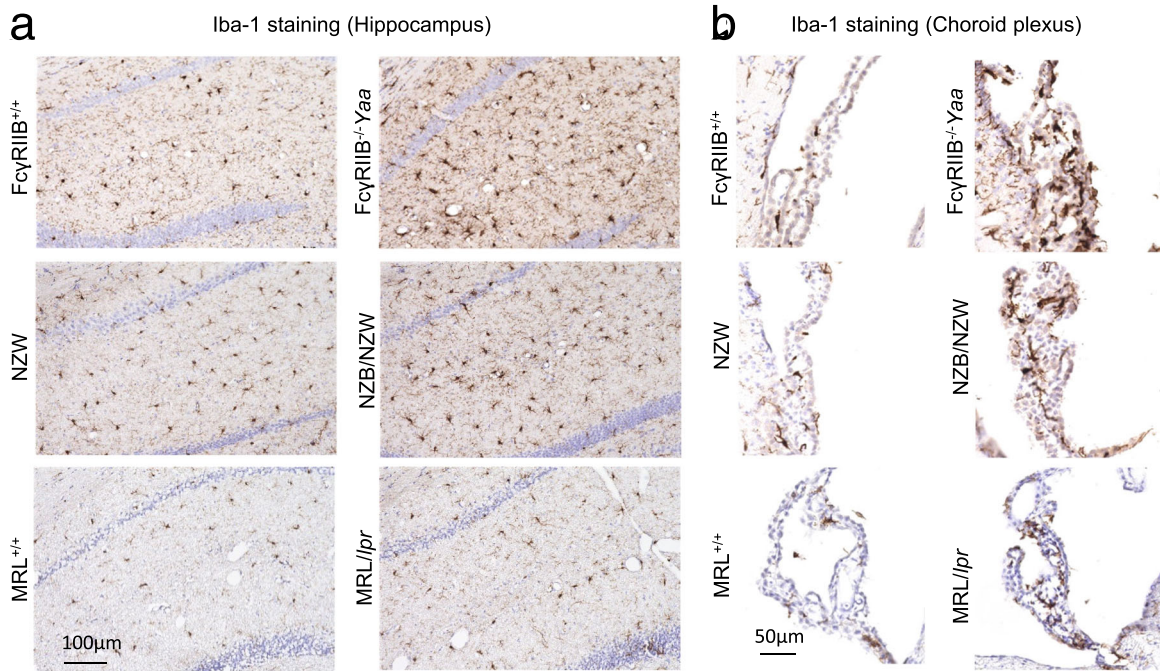 a
Iba-1 staining (Hippocampus)
FcγRIIB+/+
FcγRIIB-/-Yaa
NZW
NZB/NZW
MRL+/+
MRL/lpr
100μm
b
Iba-1 staining (Choroid plexus)
FcγRIIB+/+
FcγRIIB-/-Yaa
NZW
NZB/NZW
MRL+/+
MRL/lpr
50μm